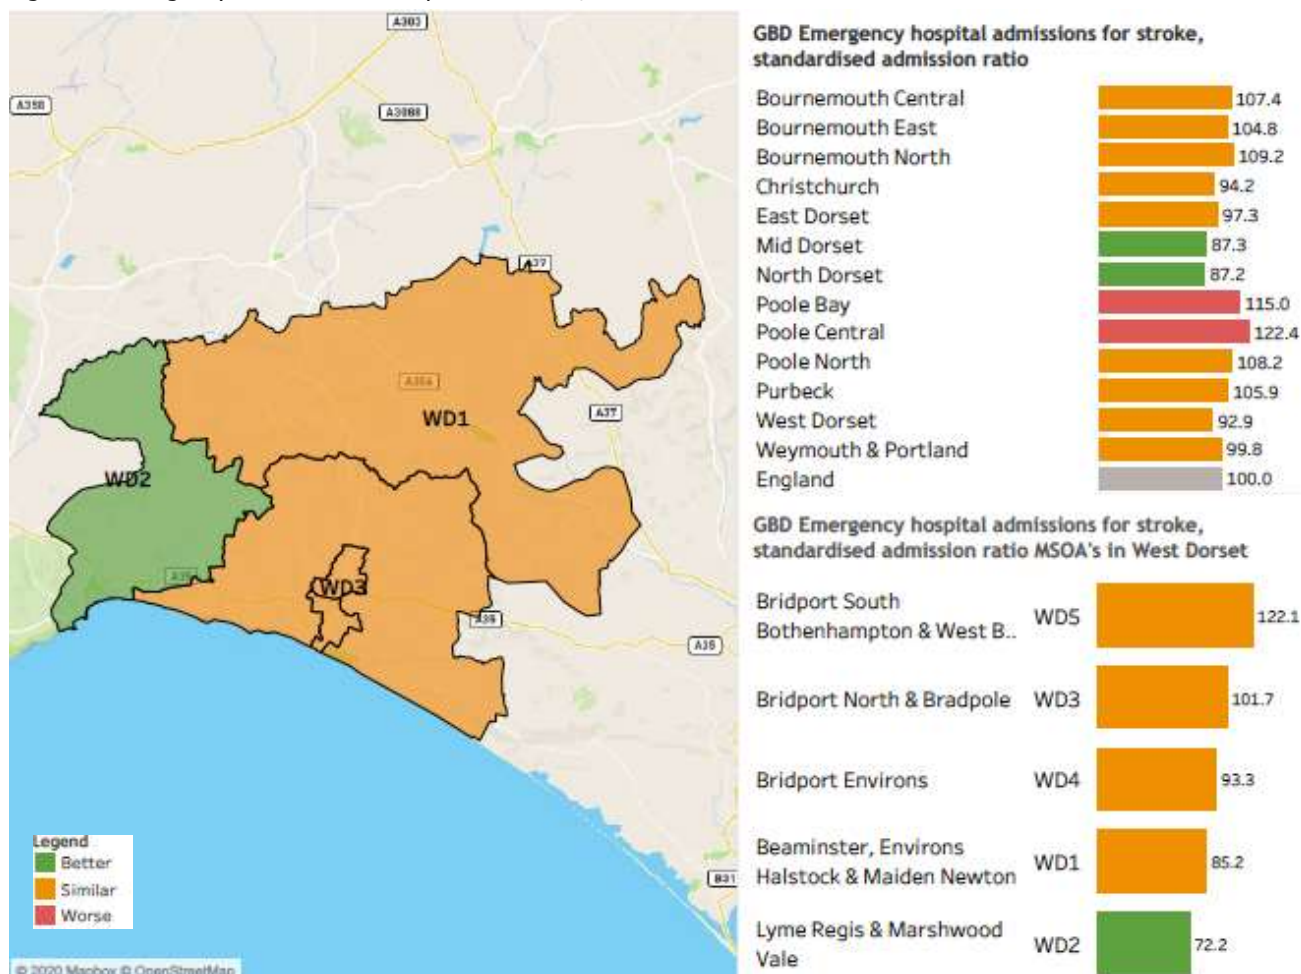 A303
A358
A3088
A37
A356
WD1
A37
WD2
A35
WD3
A35
A35
B31
Legend
Better
Similar
Worse
© 2020 Mapbox © OpenStreetMap
GBD Emergency hospital admissions for stroke,
standardised admission ratio
Bournemouth Central 107.4
Bournemouth East 104.8
Bournemouth North 109.2
Christchurch 94.2
East Dorset 97.3
Mid Dorset 87.3
North Dorset 87.2
Poole Bay 115.0
Poole Central 122.4
Poole North 108.2
Purbeck 105.9
West Dorset 92.9
Weymouth & Portland 99.8
England 100.0
GBD Emergency hospital admissions for stroke,
standardised admission ratio MSOA's in West Dorset
Bridport South
Bothenhampton & West B.. WD5 122.1
Bridport North & Bradpole WD3 101.7
Bridport Environs WD4 93.3
Beaminster, Environs
Halstock & Maiden Newton WD1 85.2
Lyme Regis & Marshwood
Vale WD2 72.2